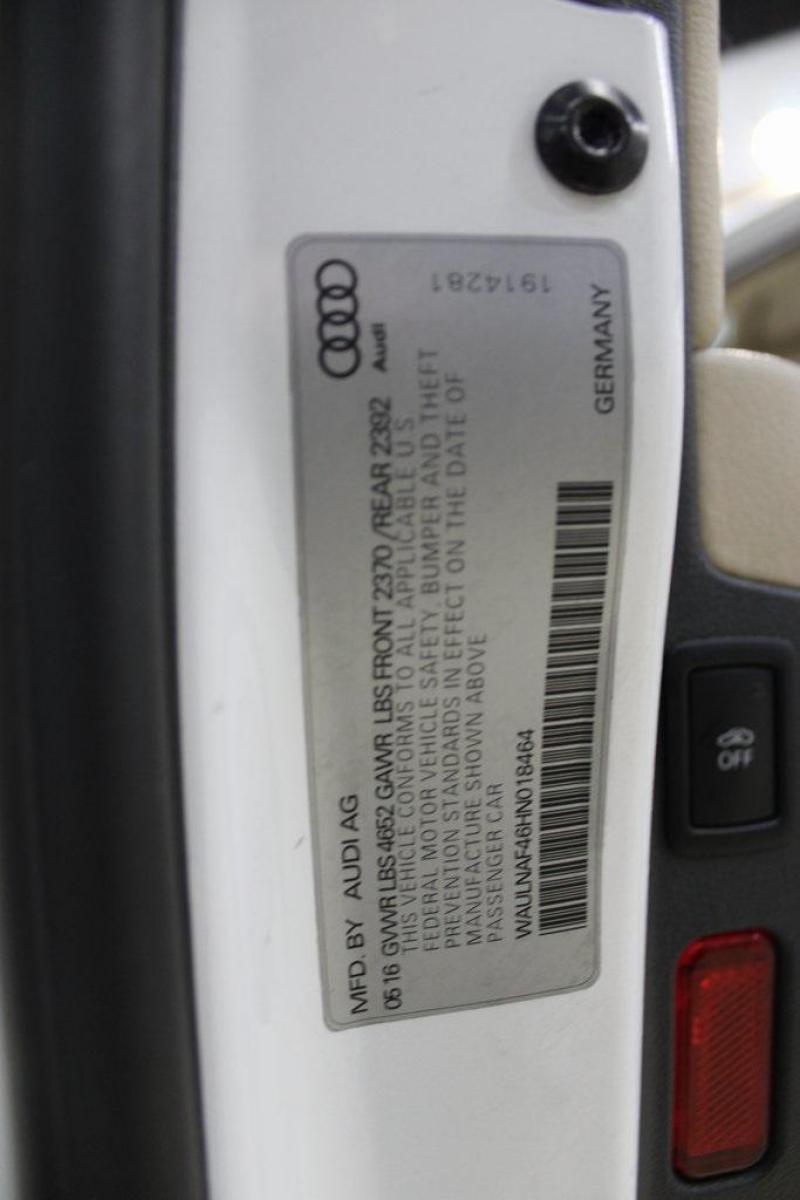 Audi
MFD. BY AUDI AG
05 16 GVWR LBS 4652 GAWR LBS FRONT 2370 /REAR 2392
THIS VEHICLE CONFORMS TO ALL APPLICABLE U S
FEDERAL MOTOR VEHICLE SAFETY, BUMPER AND THEFT
PREVENTION STANDARDS IN EFFECT ON THE DATE OF
MANUFACTURE SHOWN ABOVE
PASSENGER CAR
WAULNAF46HN018464
GERMANY
1914281
OFF